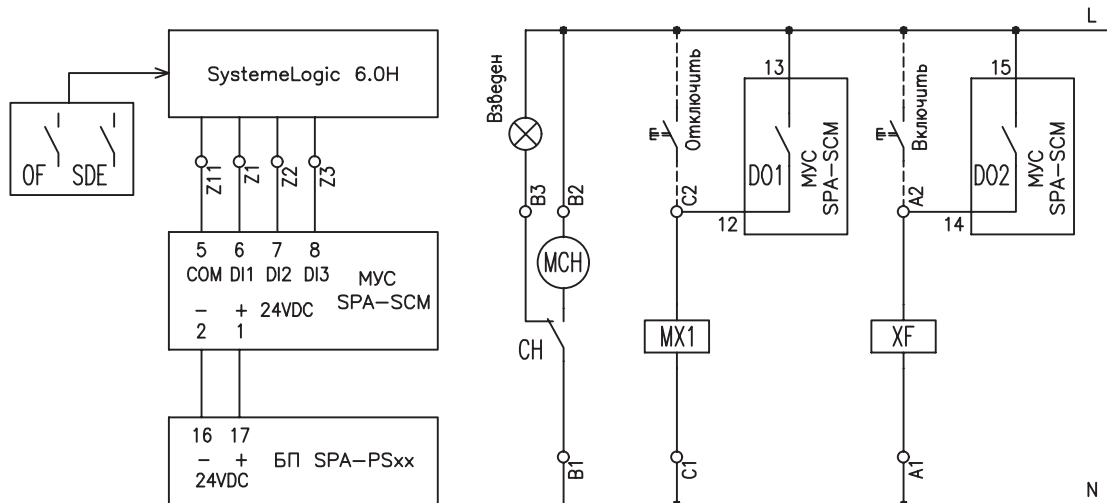 L
SystemeLogic 6.0H
OF SDE
Z11
Z1
Z2
Z3
5 6 7 8
COM DI1 DI2 DI3
МУС
SPA-SCM
- + 24VDC
2 1
16 17
- +
24VDC
БП SPA-PSxx
Взведен
B3
B2
MCH
CH
B1
Отключить
C2
13
DO1
МУС
SPA-SCM
12
MX1
C1
Включить
A2
15
DO2
МУС
SPA-SCM
14
XF
A1
N